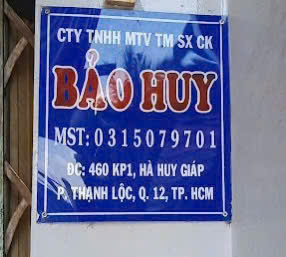 CTY TNHH MTV TM SX CK
BẢO HUY
MST: 0315079701
ĐC: 460 KP1, HÀ HUY GIÁP
P. THẠNH LỘC, Q. 12, TP. HCM